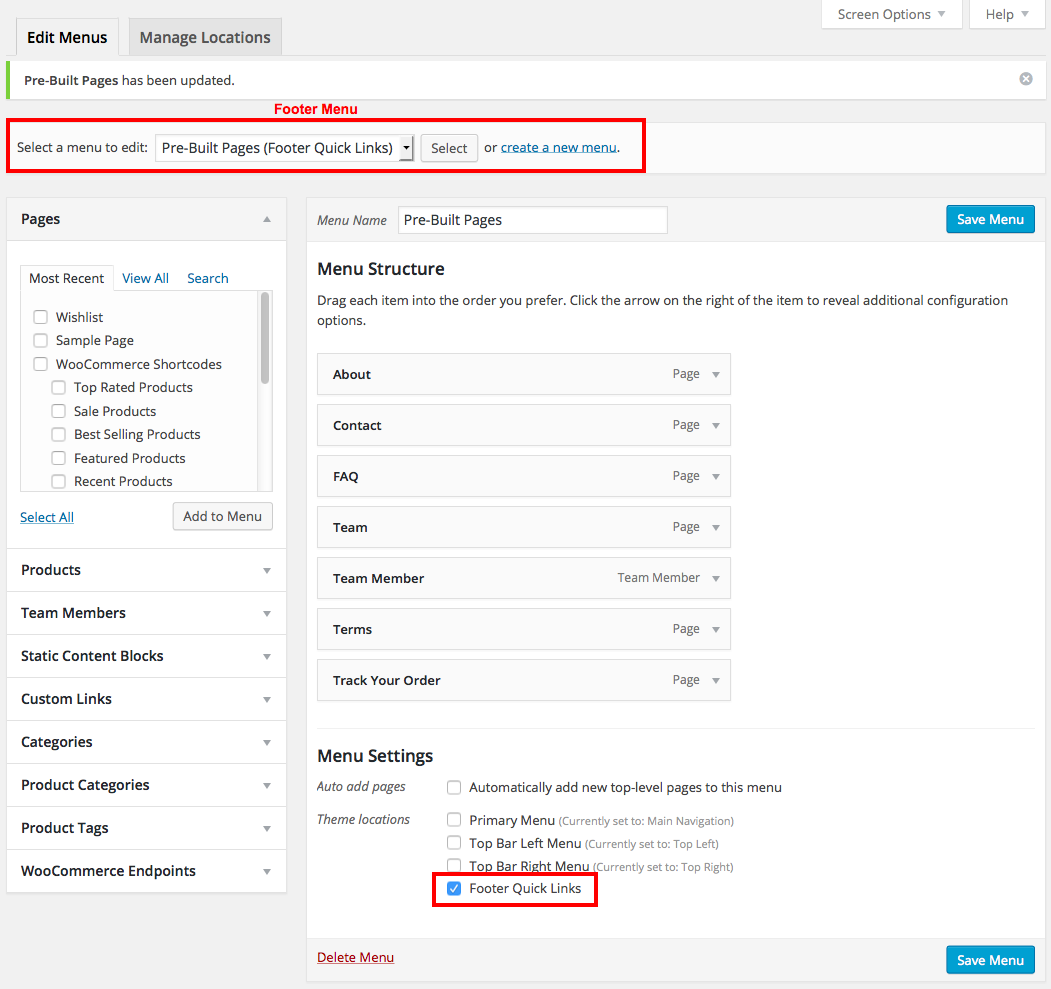 Screen Options
Help
Edit Menus
Manage Locations
Pre-Built Pages has been updated.
Footer Menu
Select a menu to edit: Pre-Built Pages (Footer Quick Links) Select or create a new menu.
Pages
Most Recent View All Search
Wishlist
Sample Page
WooCommerce Shortcodes
Top Rated Products
Sale Products
Best Selling Products
Featured Products
Recent Products
Select All
Add to Menu
Products
Team Members
Static Content Blocks
Custom Links
Categories
Product Categories
Product Tags
WooCommerce Endpoints
Menu Name Pre-Built Pages
Save Menu
Menu Structure
Drag each item into the order you prefer. Click the arrow on the right of the item to reveal additional configuration
options.
About Page
Contact Page
FAQ Page
Team Page
Team Member Team Member
Terms Page
Track Your Order Page
Menu Settings
Auto add pages Automatically add new top-level pages to this menu
Theme locations Primary Menu (Currently set to: Main Navigation)
Top Bar Left Menu (Currently set to: Top Left)
Top Bar Right Menu (Currently set to: Top Right)
Footer Quick Links
Delete Menu
Save Menu